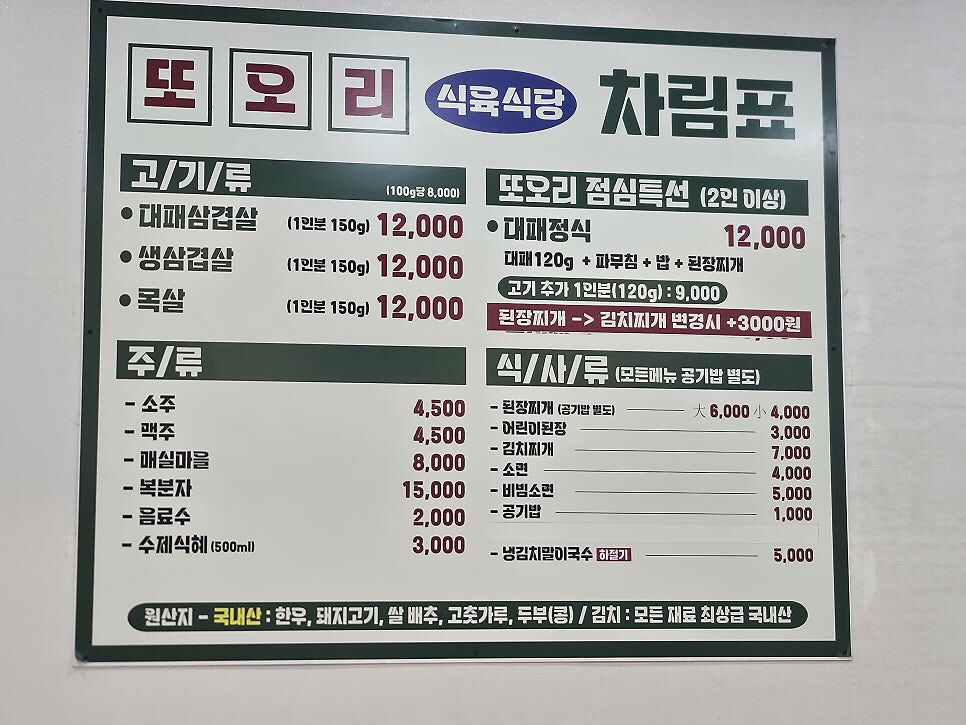 또오리 식육식당 차림표
고/기/류 (100g당 8,000)
• 대패삼겹살 (1인분 150g) 12,000
• 생삼겹살 (1인분 150g) 12,000
• 목살 (1인분 150g) 12,000
주/류
- 소주 4,500
- 맥주 4,500
- 매실마을 8,000
- 복분자 15,000
- 음료수 2,000
- 수제식혜 (500ml) 3,000
또오리 점심특선 (2인 이상)
• 대패정식 12,000
대패120g + 파무침 + 밥 + 된장찌개
고기 추가 1인분(120g) : 9,000
된장찌개 -> 김치찌개 변경시 +3000원
식/사/류 (모든메뉴 공기밥 별도)
- 된장찌개 (공기밥 별도) 大 6,000 小 4,000
- 어린이된장 3,000
- 김치찌개 7,000
- 소면 4,000
- 비빔소면 5,000
- 공기밥 1,000
- 냉김치말이국수 하절기 5,000
원산지 - 국내산 : 한우, 돼지고기, 쌀 배추, 고춧가루, 두부(콩) / 김치 : 모든 재료 최상급 국내산